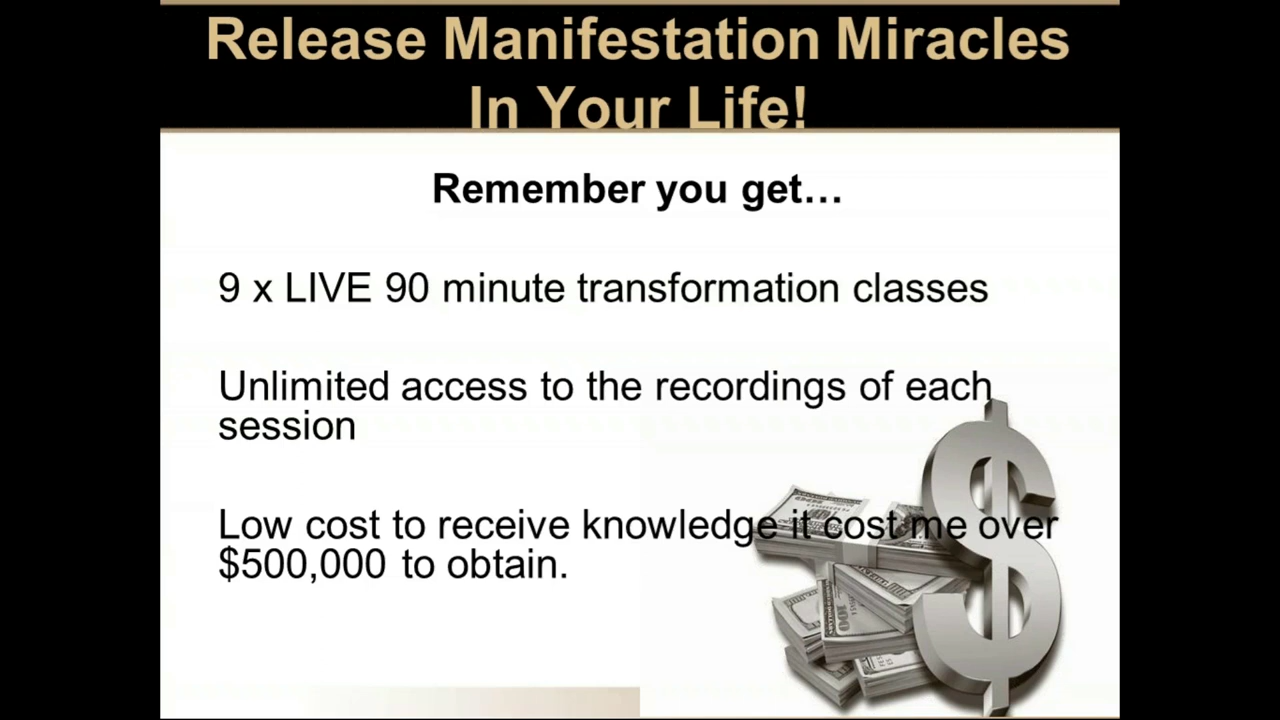 Release Manifestation Miracles
In Your Life!
Remember you get…
9 x LIVE 90 minute transformation classes
Unlimited access to the recordings of each
session
Low cost to receive knowledge it cost me over
$500,000 to obtain.